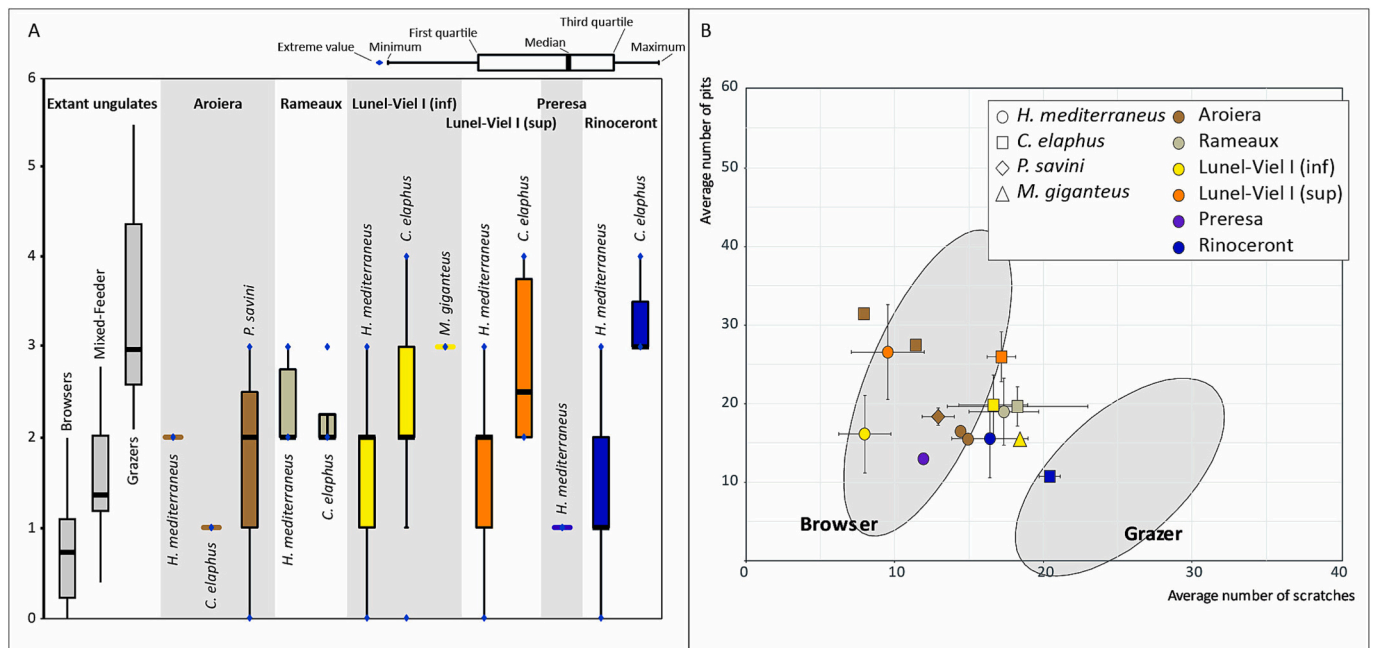 A
Extreme value
Minimum
First quartile
Median
Third quartile
Maximum
6
5
4
3
2
1
0
Extant ungulates
Aroiera
Rameaux
Lunel-Viel I (inf)
Lunel-Viel I (sup)
Preresa
Rinoceront
Browsers
Mixed-Feeder
Grazers
H. mediterraneus
C. elaphus
P. savini
H. mediterraneus
C. elaphus
H. mediterraneus
C. elaphus
M. giganteus
H. mediterraneus
C. elaphus
H. mediterraneus
H. mediterraneus
C. elaphus
B
Average number of pits
60
50
40
30
20
10
H. mediterraneus
C. elaphus
P. savini
M. giganteus
Aroiera
Rameaux
Lunel-Viel I (inf)
Lunel-Viel I (sup)
Preresa
Rinoceront
Browser
Grazer
0
10
20
30
40
Average number of scratches